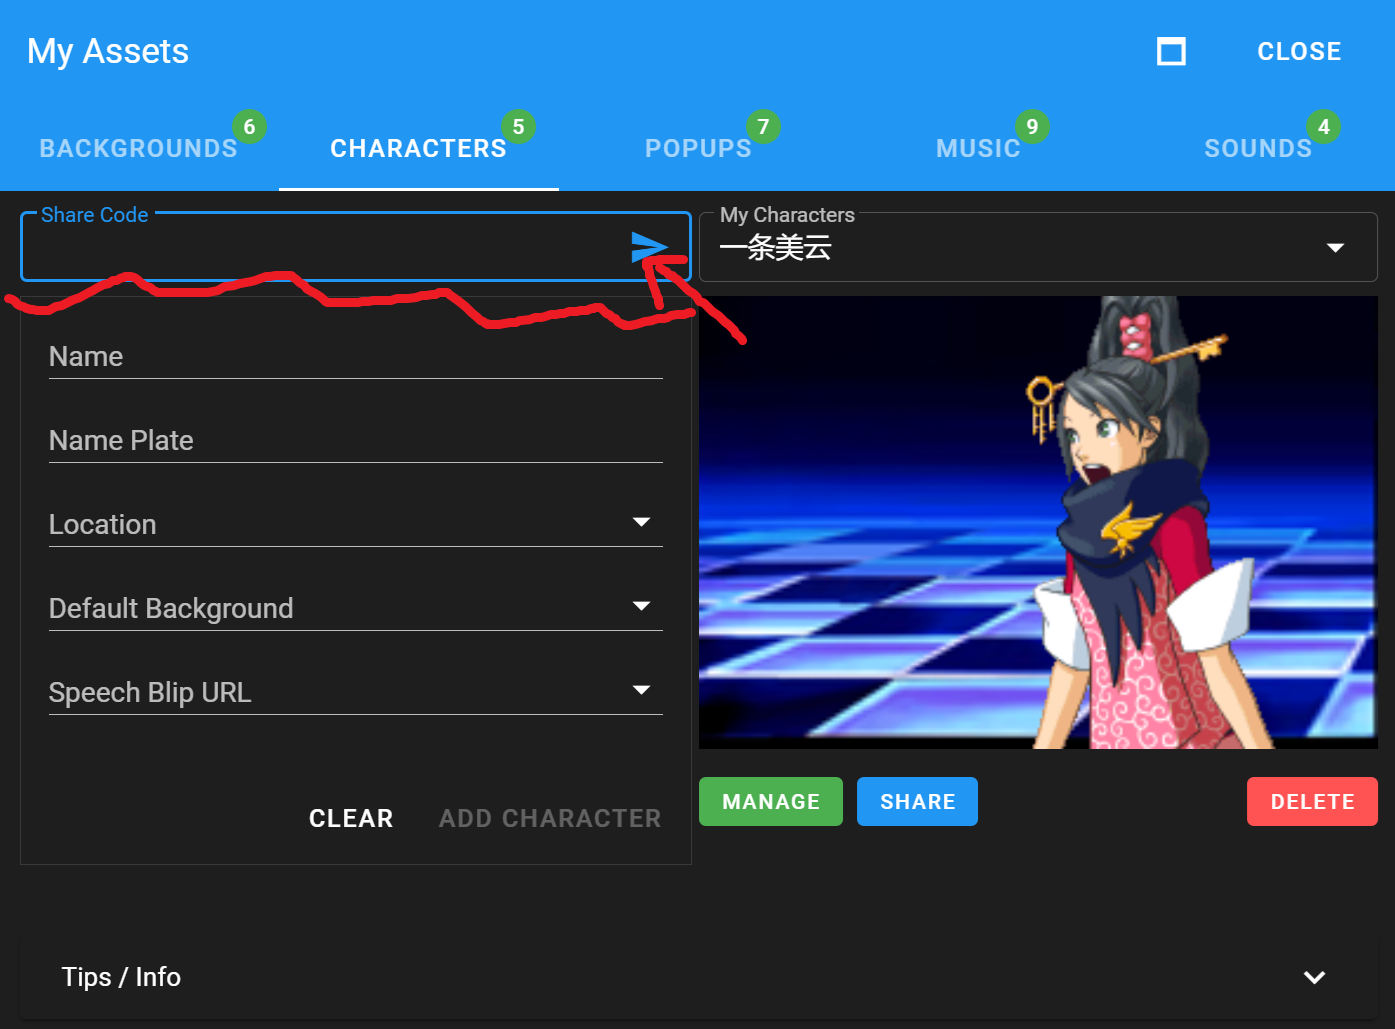 My Assets
CLOSE
BACKGROUNDS 6
CHARACTERS 5
POPUPS 7
MUSIC 9
SOUNDS 4
Share Code
My Characters
一条美云
Name
Name Plate
Location
Default Background
Speech Blip URL
CLEAR
ADD CHARACTER
MANAGE
SHARE
DELETE
Tips / Info